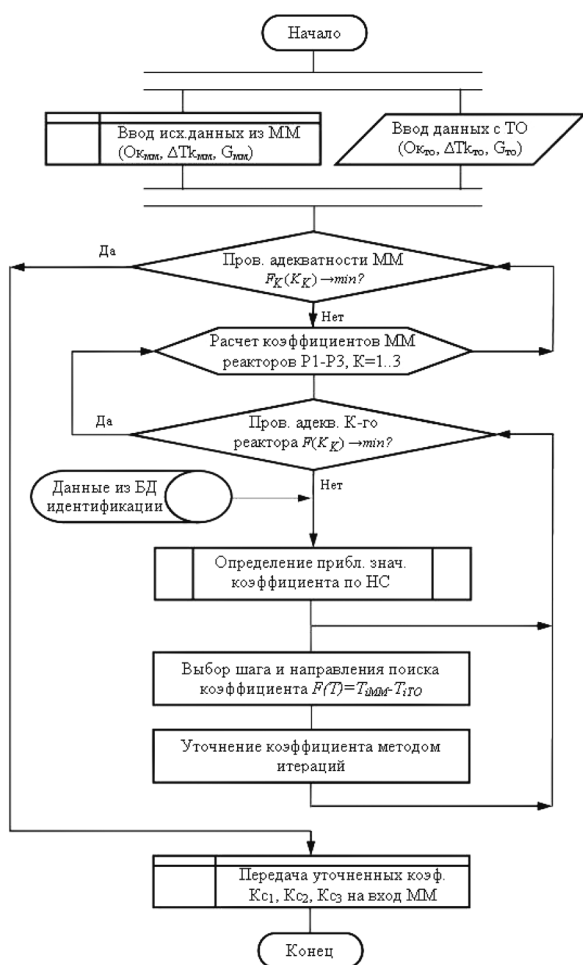 Начало
Ввод исх.данных из ММ
(Ок_мм, ΔTk_мм, G_мм)
Ввод данных с ТО
(Ок_то, ΔTk_то, G_то)
Да
Пров. адекватности ММ
F_K(K_K)→min?
Нет
Расчет коэффициентов ММ
реакторов Р1-Р3, К=1..3
Да
Пров. адекв. К-го
реактора F(K_K)→min?
Данные из БД
идентификации
Нет
Определение прибл. знач.
коэффициента по НС
Выбор шага и направления поиска
коэффициента F(T)=T_iMM-T_iTO
Уточнение коэффициента методом
итераций
Передача уточненных коэф.
Кс₁, Кс₂, Кс₃ на вход ММ
Конец